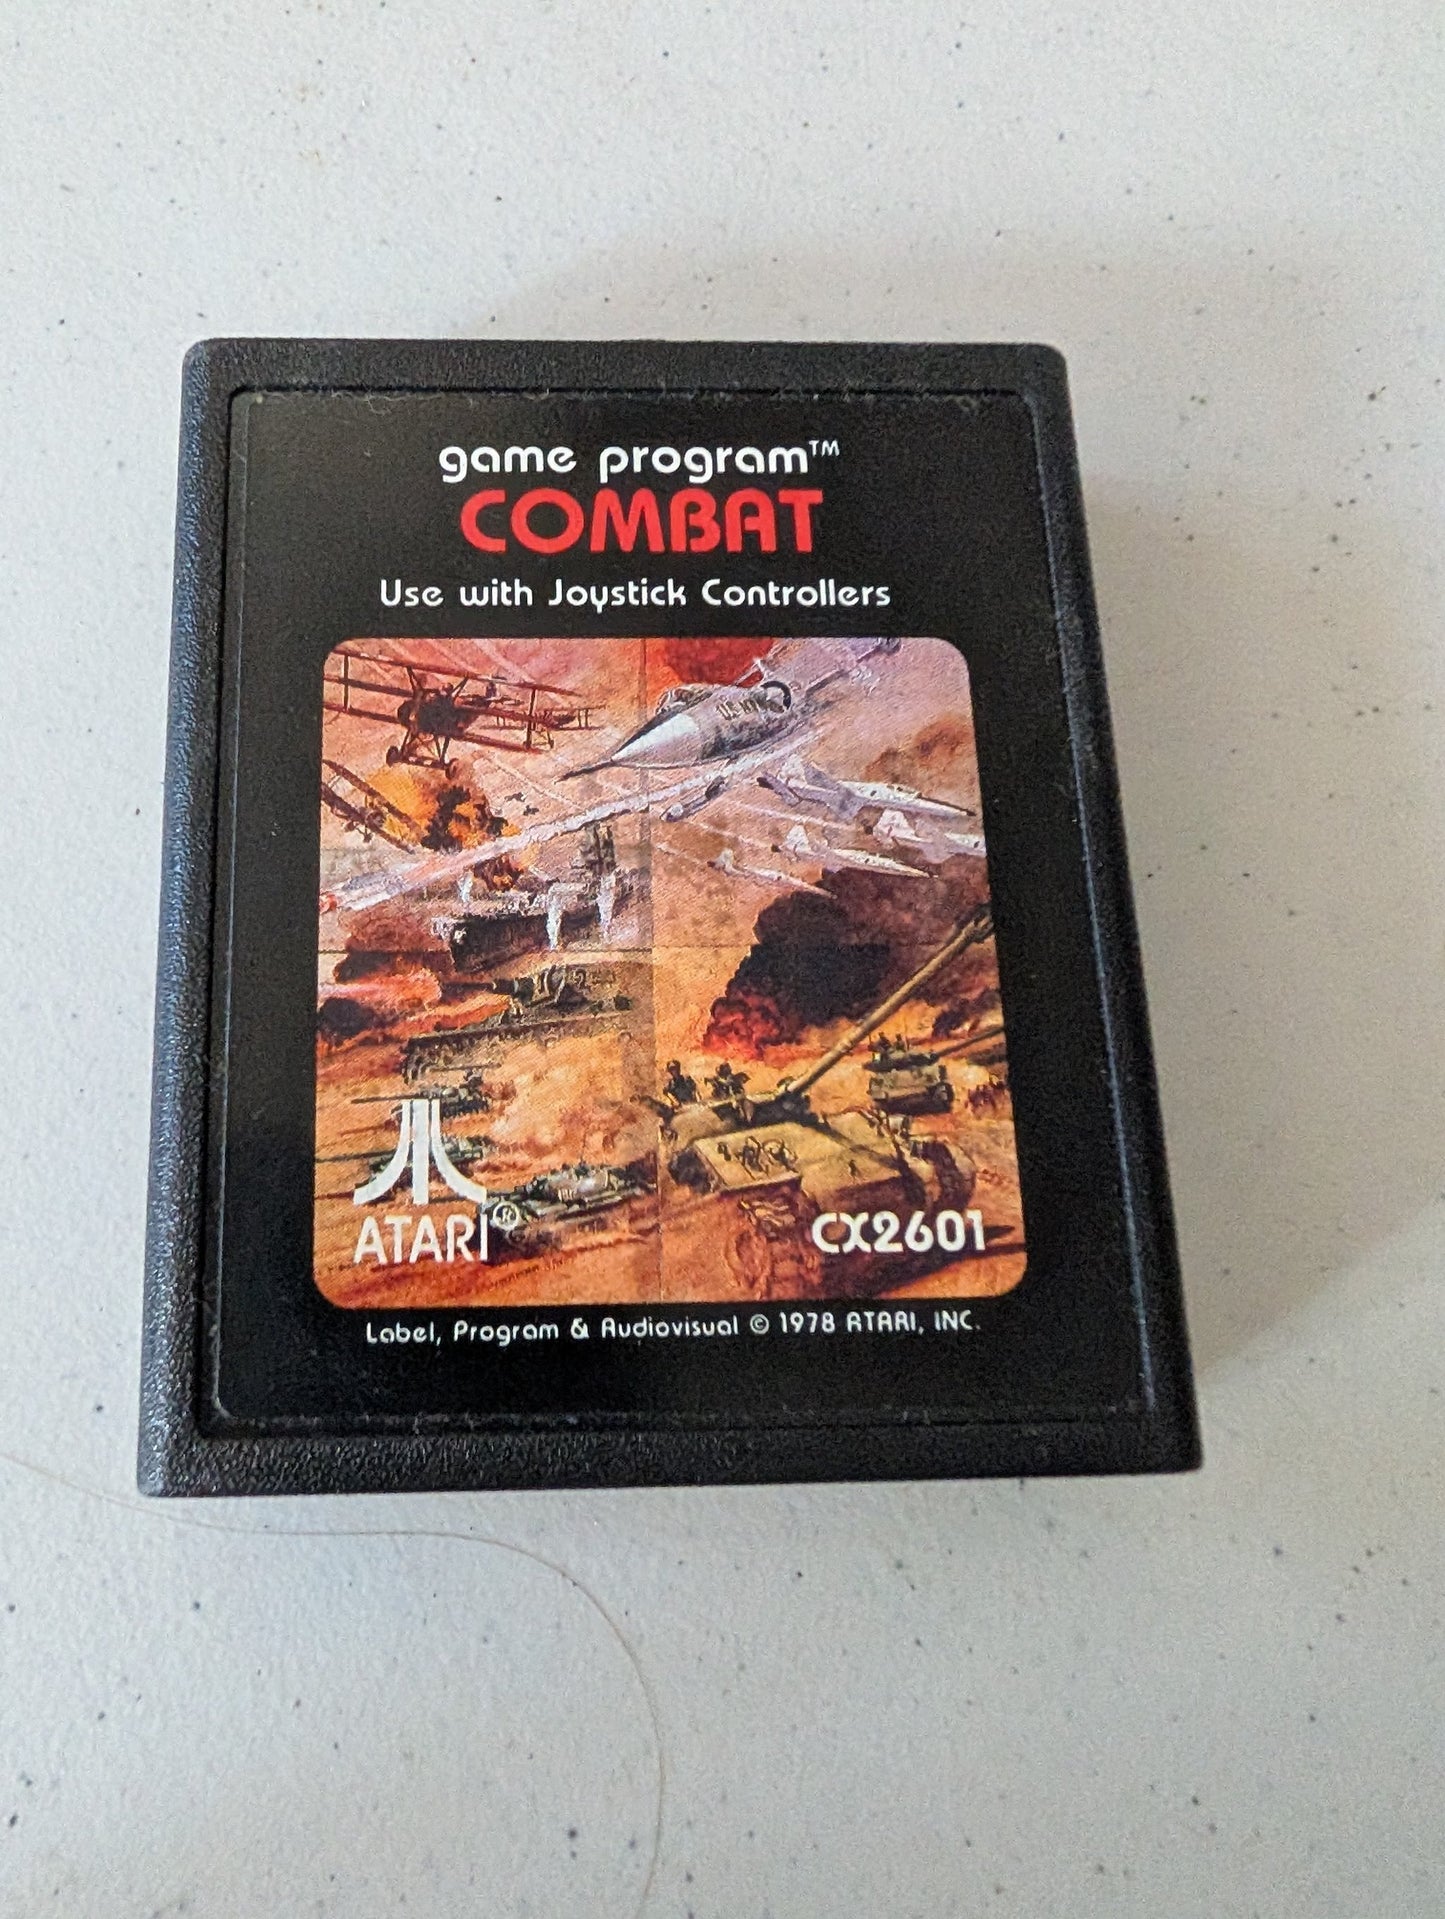 game program™
COMBAT
Use with Joystick Controllers
ATARI®
CX2601
Label, Program & Audiovisual © 1978 ATARI, INC.